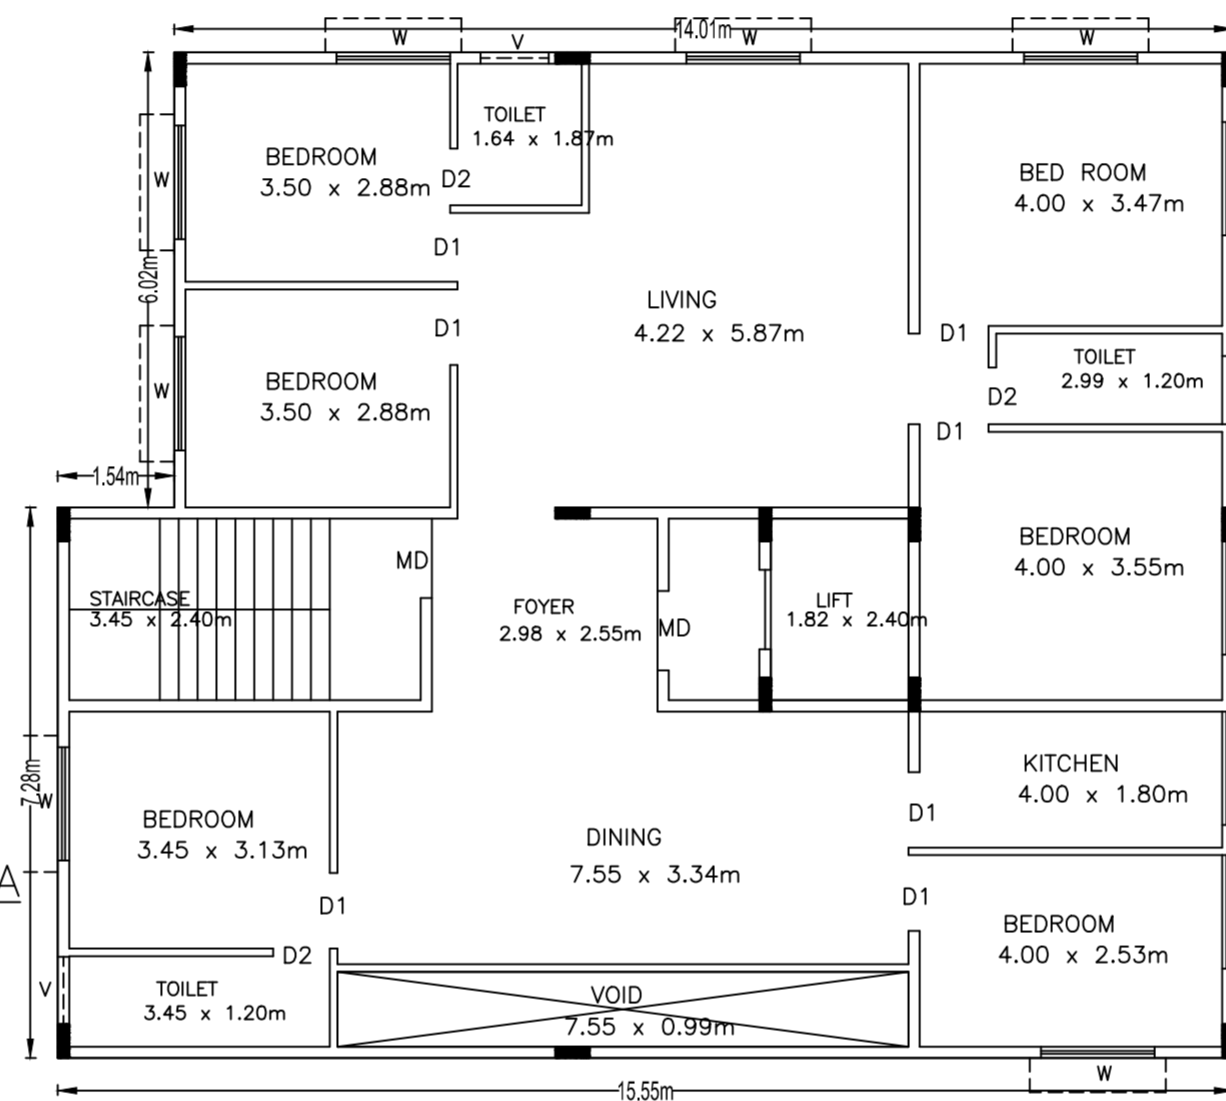 14.01m
W
V
W
W
TOILET
1.64 x 1.87m
BEDROOM
3.50 x 2.88m
W
D2
BED ROOM
4.00 x 3.47m
D1
6.02m
LIVING
4.22 x 5.87m
D1
D1
TOILET
2.99 x 1.20m
BEDROOM
3.50 x 2.88m
W
D2
D1
1.54m
BEDROOM
4.00 x 3.55m
MD
STAIRCASE
3.45 x 2.40m
FOYER
2.98 x 2.55m
MD
LIFT
1.82 x 2.40m
7.28m
W
KITCHEN
4.00 x 1.80m
BEDROOM
3.45 x 3.13m
D1
DINING
7.55 x 3.34m
A
D1
D1
BEDROOM
4.00 x 2.53m
D2
V
TOILET
3.45 x 1.20m
VOID
7.55 x 0.99m
W
15.55m